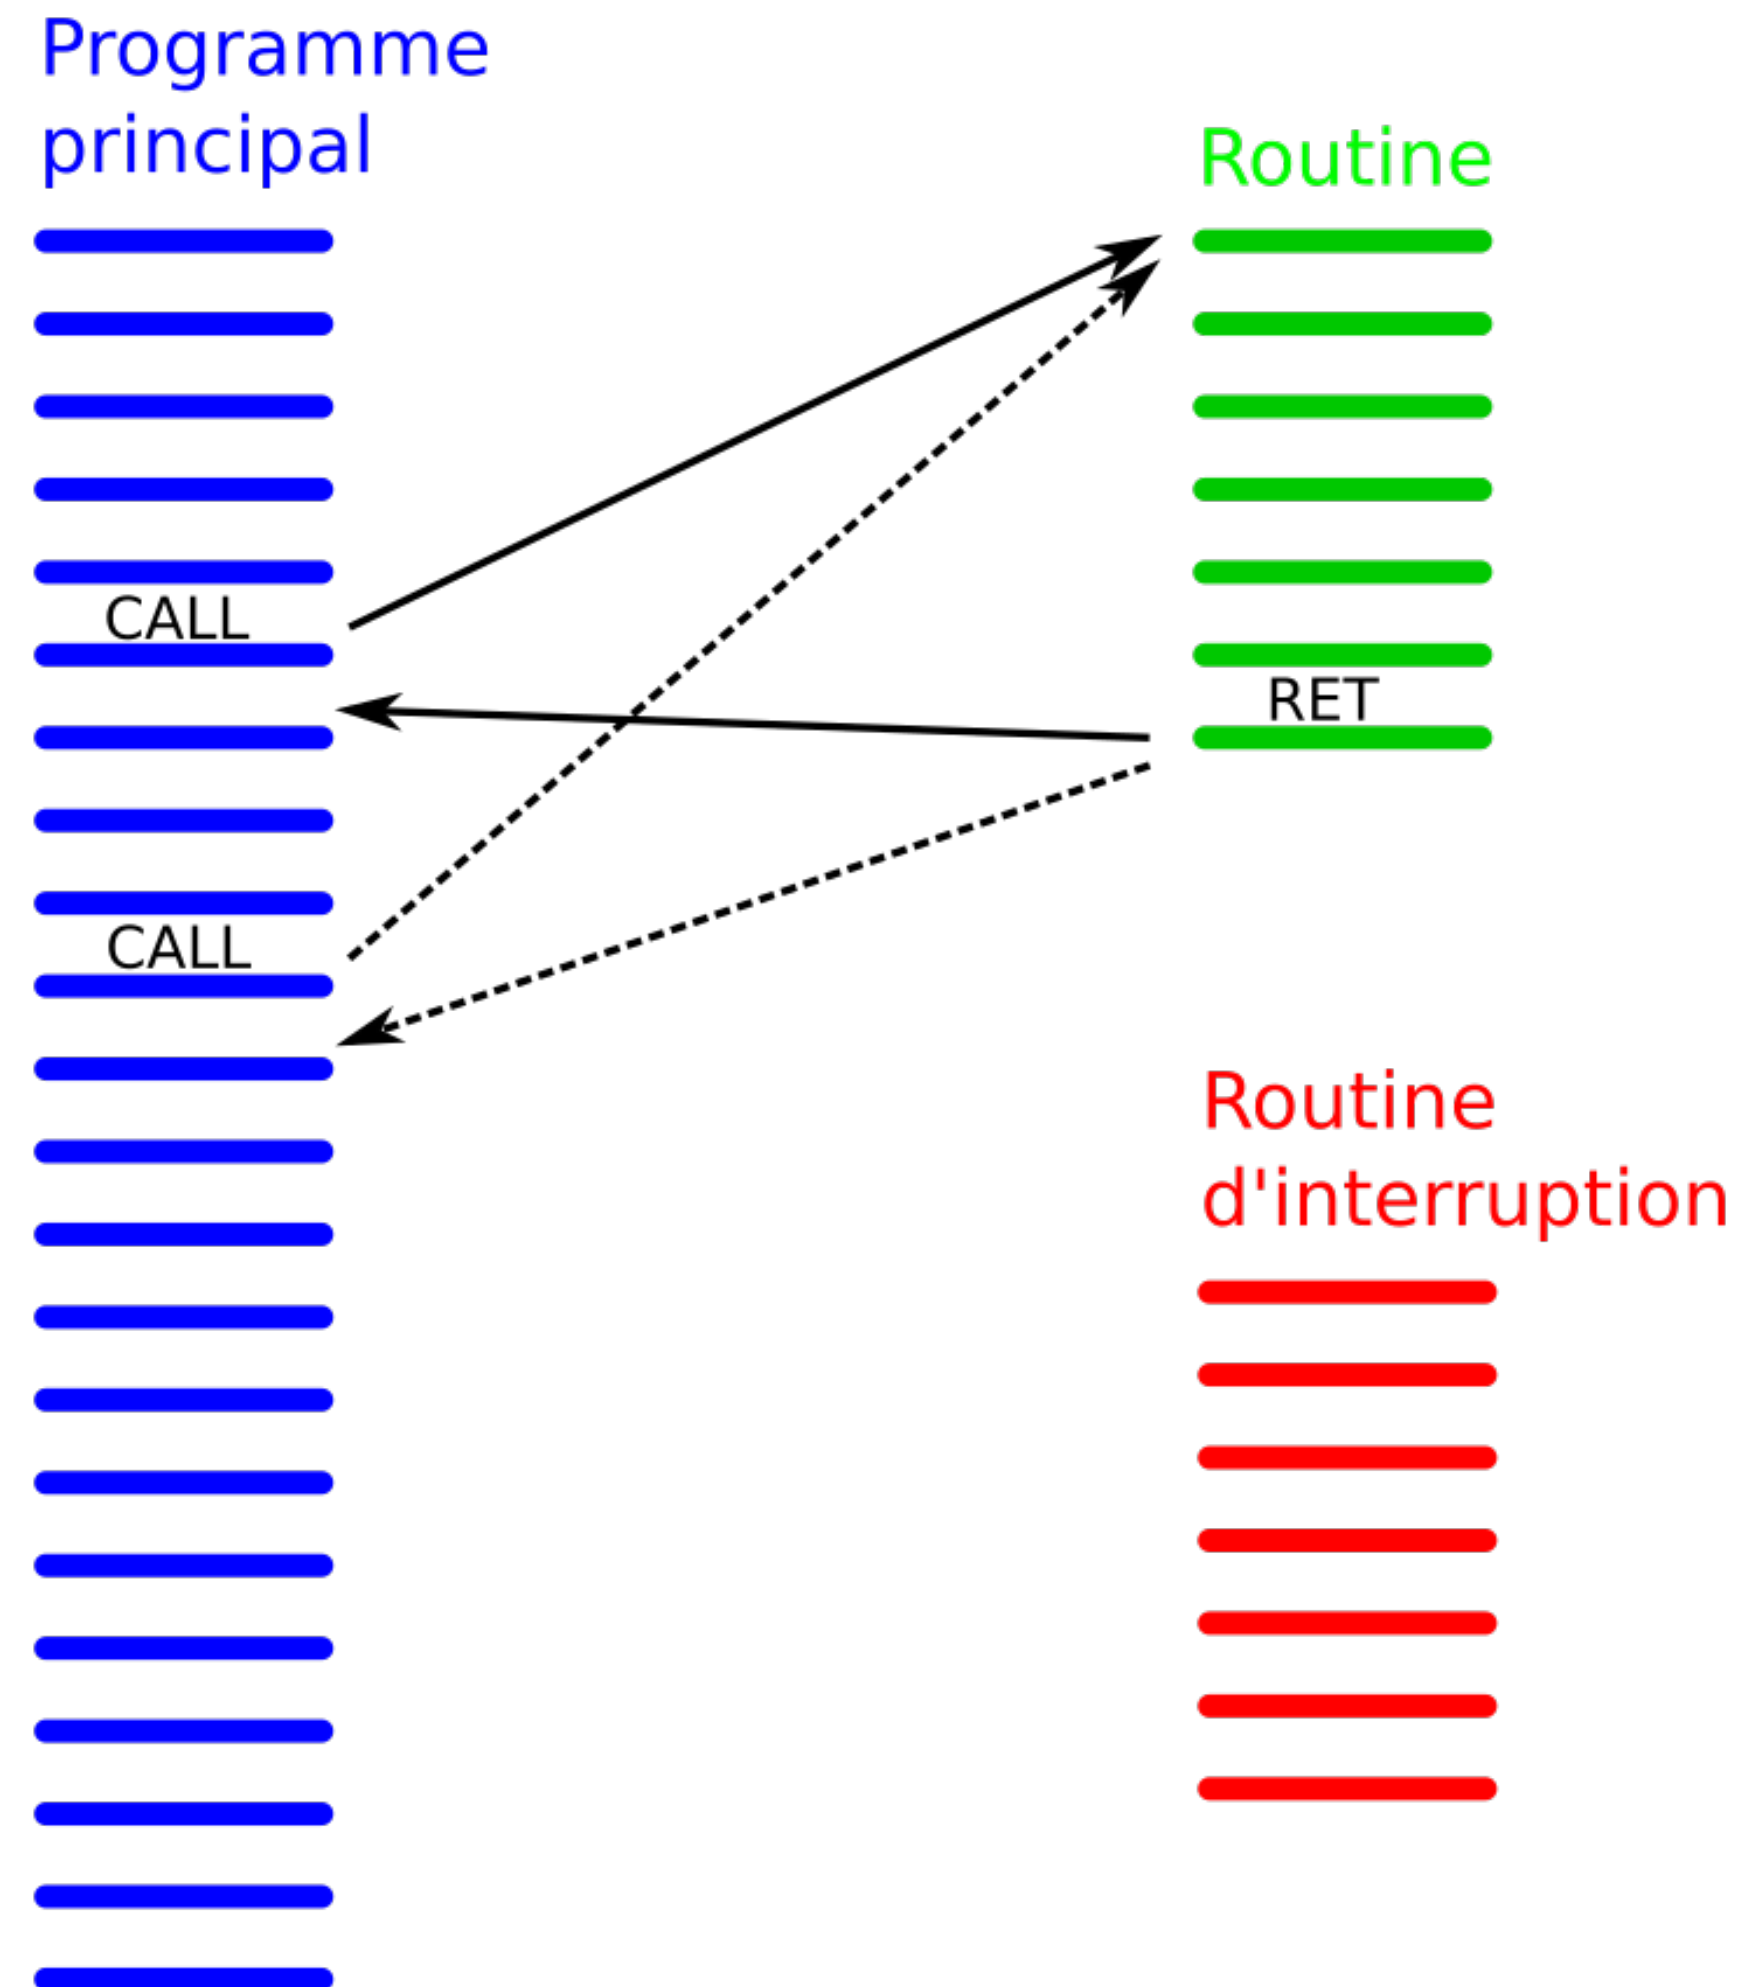 Programme
principal
CALL
CALL
Routine
RET
Routine
d'interruption